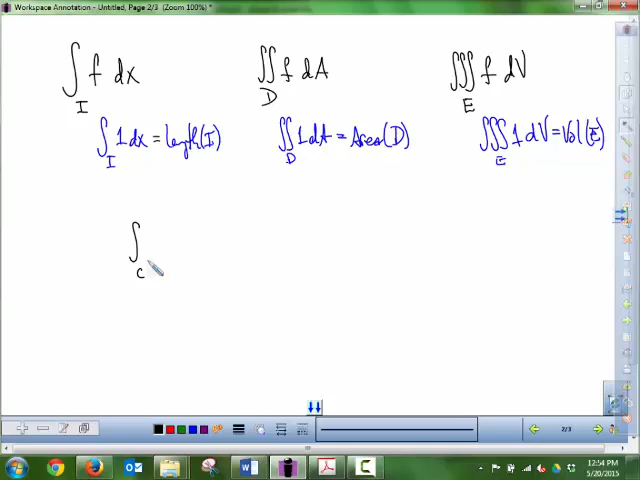 Workspace Annotation - Untitled, Page 2/3 (Zoom 100%) *
∫_I f dx ∬_D f dA ∭_E f dV
∫_I 1 dx = length(I) ∬_D 1 dA = Area(D) ∭_E 1 dV = Vol(E)
∫_C
2/3
12:54 PM
5/20/2015